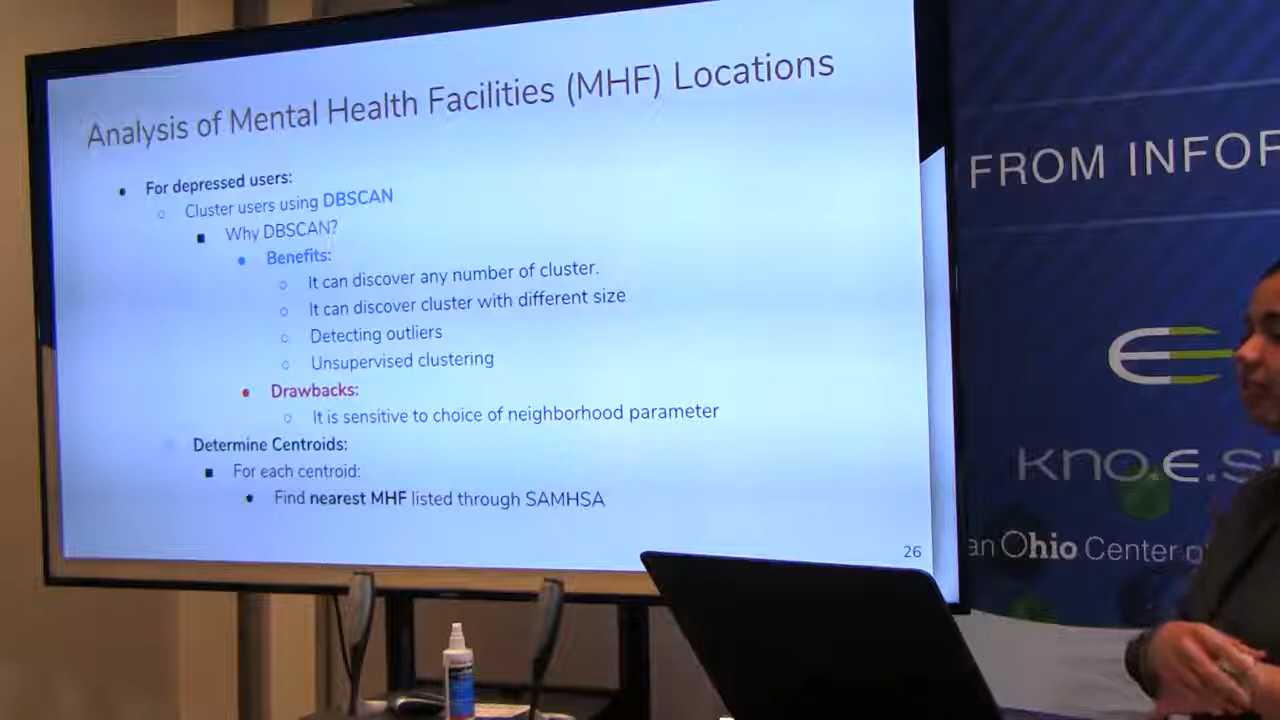 Analysis of Mental Health Facilities (MHF) Locations
For depressed users:
Cluster users using DBSCAN
Why DBSCAN?
Benefits:
It can discover any number of cluster.
It can discover cluster with different size
Detecting outliers
Unsupervised clustering
Drawbacks:
It is sensitive to choice of neighborhood parameter
Determine Centroids:
For each centroid:
Find nearest MHF listed through SAMHSA
26
FROM INFOR
kno.e.s
an Ohio Center o